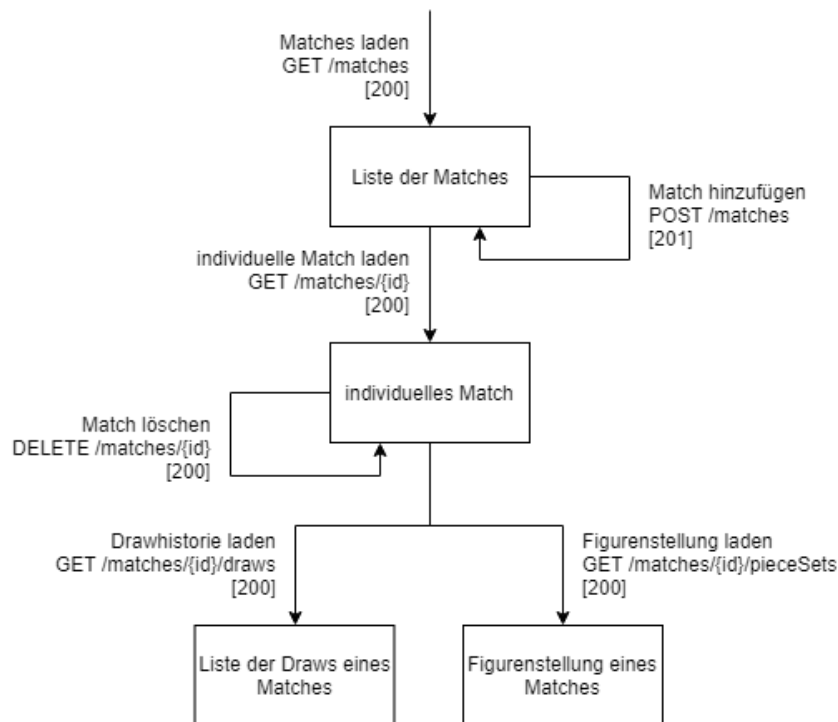 Matches laden
GET /matches
[200]
Liste der Matches
Match hinzufügen
POST /matches
[201]
individuelle Match laden
GET /matches/{id}
[200]
individuelles Match
Match löschen
DELETE /matches/{id}
[200]
Drawhistorie laden
GET /matches/{id}/draws
[200]
Figurenstellung laden
GET /matches/{id}/pieceSets
[200]
Liste der Draws eines
Matches
Figurenstellung eines
Matches